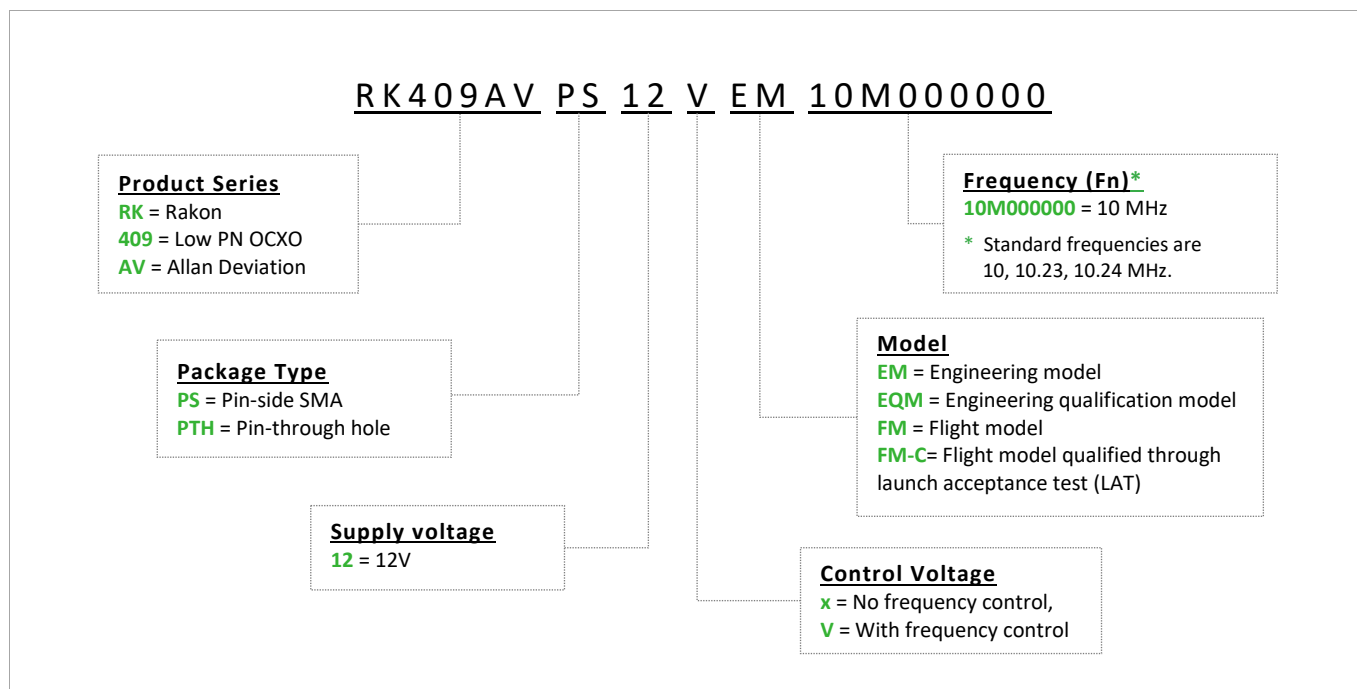 RK409AV PS 12 V EM 10M000000
Product Series
RK = Rakon
409 = Low PN OCXO
AV = Allan Deviation
Frequency (Fn)*
10M000000 = 10 MHz
* Standard frequencies are
10, 10.23, 10.24 MHz.
Package Type
PS = Pin-side SMA
PTH = Pin-through hole
Model
EM = Engineering model
EQM = Engineering qualification model
FM = Flight model
FM-C= Flight model qualified through
launch acceptance test (LAT)
Supply voltage
12 = 12V
Control Voltage
x = No frequency control,
V = With frequency control